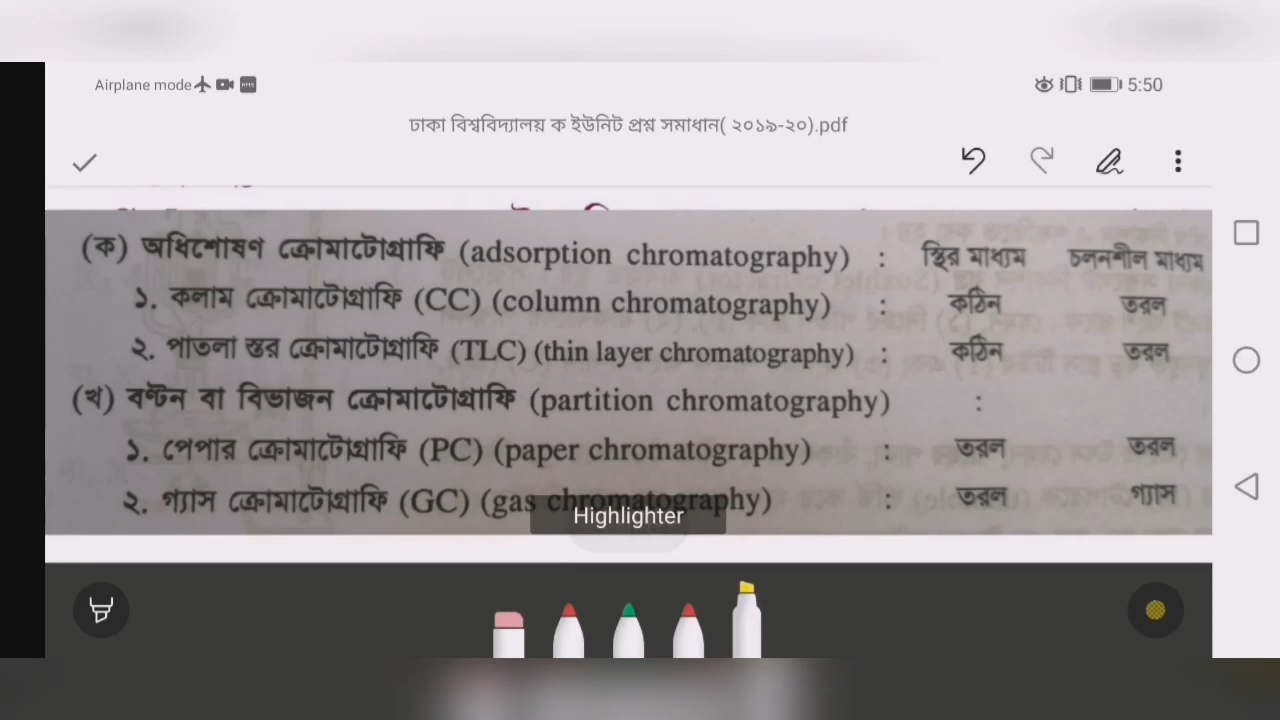 Airplane mode 5:50
ঢাকা বিশ্ববিদ্যালয় ক ইউনিট প্রশ্ন সমাধান( ২০১৯-২০).pdf
(ক) অধিশোষণ ক্রোমাটোগ্রাফি (adsorption chromatography) : স্থির মাধ্যম চলনশীল মাধ্যম
১. কলাম ক্রোমাটোগ্রাফি (CC) (column chromatography) : কঠিন তরল
২. পাতলা স্তর ক্রোমাটোগ্রাফি (TLC) (thin layer chromatography) : কঠিন তরল
(খ) বণ্টন বা বিভাজন ক্রোমাটোগ্রাফি (partition chromatography) :
১. পেপার ক্রোমাটোগ্রাফি (PC) (paper chromatography) : তরল তরল
২. গ্যাস ক্রোমাটোগ্রাফি (GC) (gas chromatography) : তরল গ্যাস
Highlighter